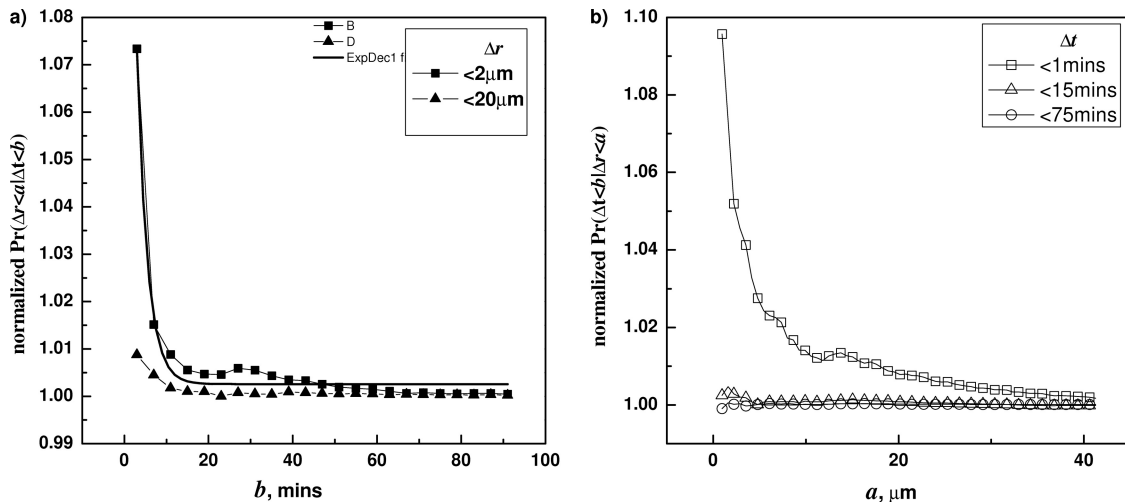 a)
1.08
1.07
1.06
1.05
1.04
1.03
1.02
1.01
1.00
0.99
normalized Pr(Δr<a|Δt<b)
B
D
ExpDec1 f
Δr
<2μm
<20μm
0 20 40 60 80 100
b, mins
b)
1.10
1.08
1.06
1.04
1.02
1.00
normalized Pr(Δt<b|Δr<a)
Δt
<1mins
<15mins
<75mins
0 20 40
a, μm